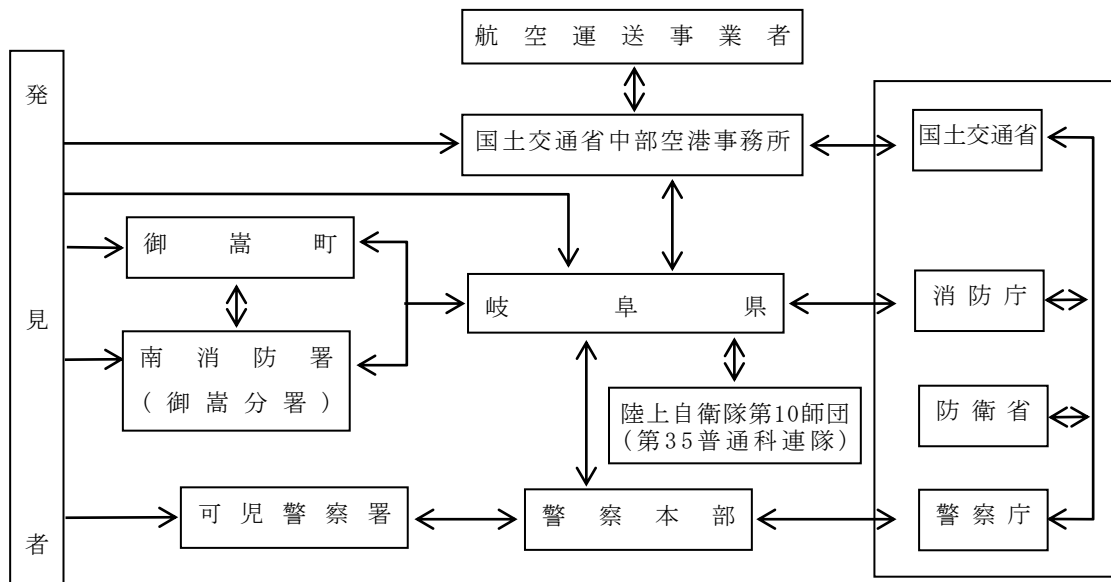 航空運送事業者
発見者
国土交通省中部空港事務所
国土交通省
御嵩町
岐阜県
消防庁
南消防署
(御嵩分署)
陸上自衛隊第10師団
(第35普通科連隊)
防衛省
可児警察署
警察本部
警察庁